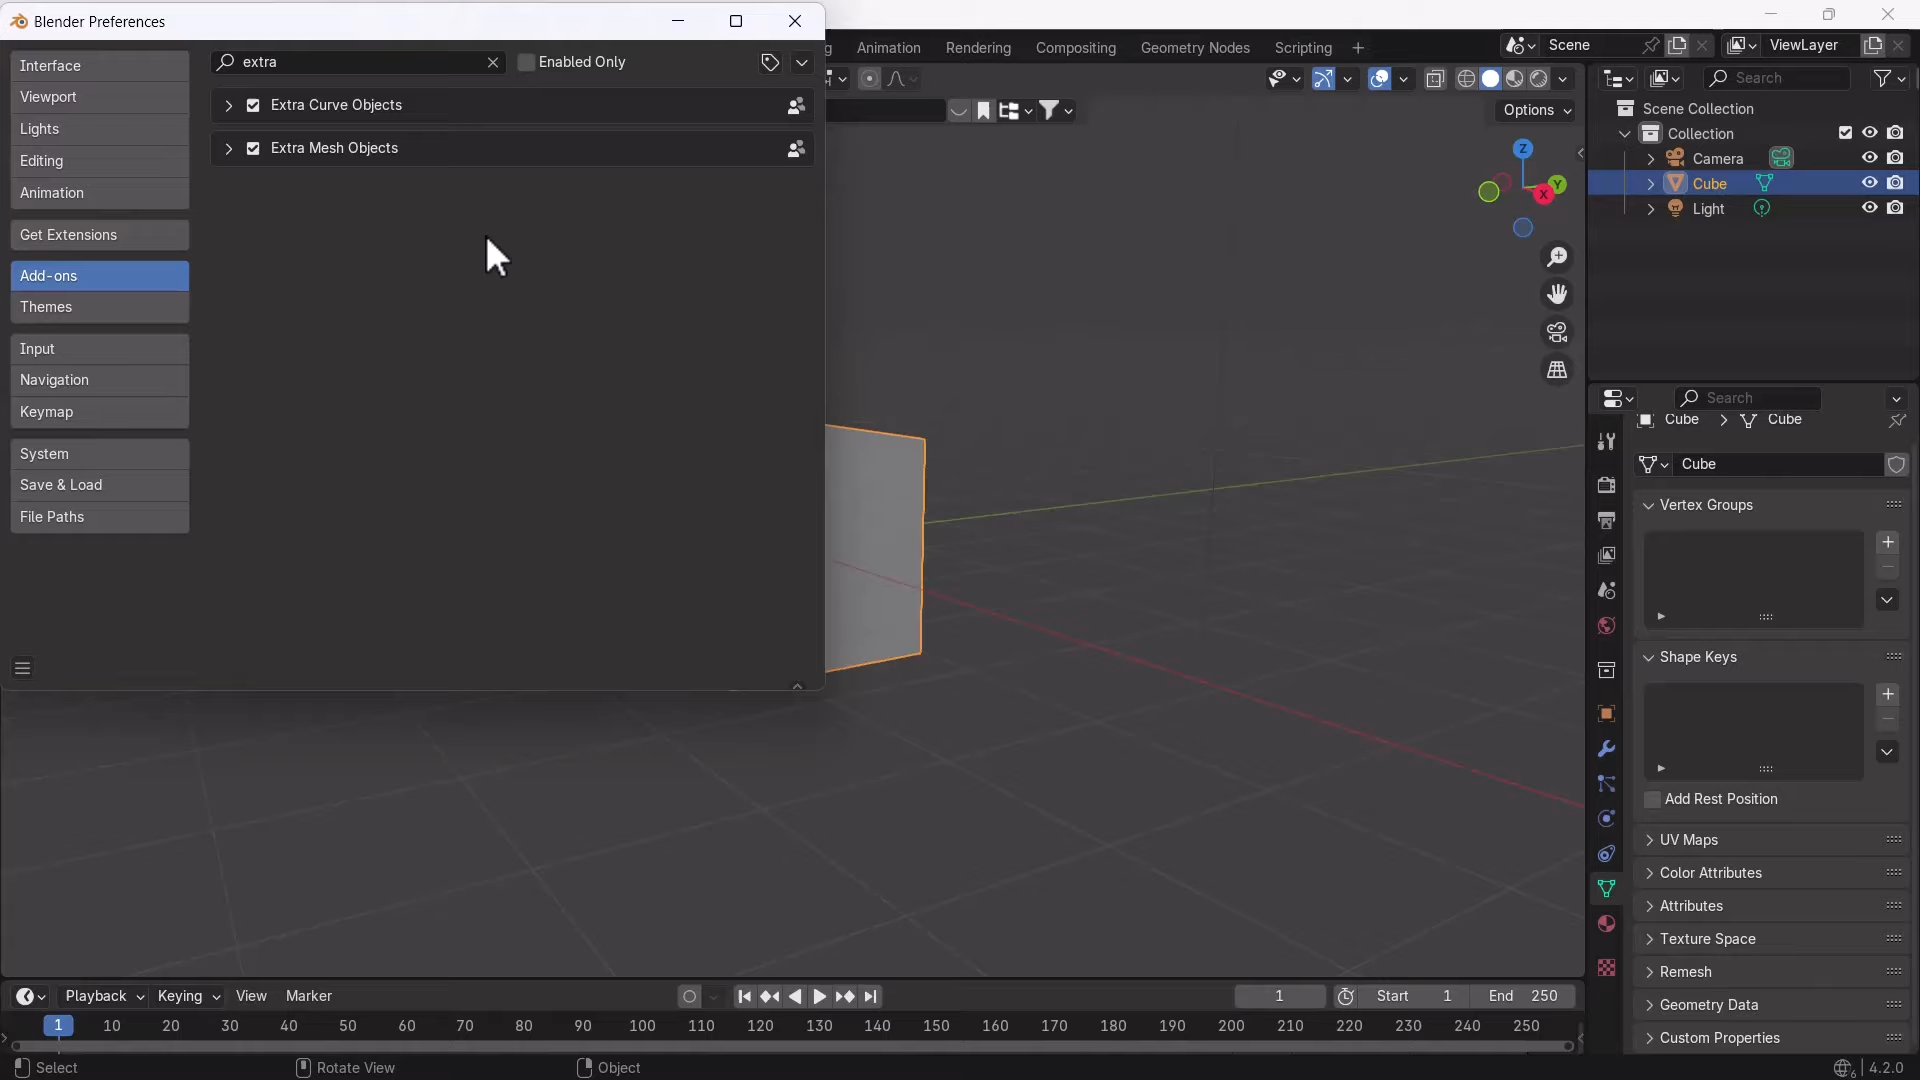 Blender Preferences
Interface
Viewport
Lights
Editing
Animation
Get Extensions
Add-ons
Themes
Input
Navigation
Keymap
System
Save & Load
File Paths
extra
Enabled Only
Extra Curve Objects
Extra Mesh Objects
Animation Rendering Compositing Geometry Nodes Scripting
Scene
ViewLayer
Options
Z
Y
X
Search
Scene Collection
Collection
Camera
Cube
Light
Search
Cube > Cube
Cube
Vertex Groups
Shape Keys
Add Rest Position
UV Maps
Color Attributes
Attributes
Texture Space
Remesh
Geometry Data
Custom Properties
Playback Keying View Marker
1 Start 1 End 250
1 10 20 30 40 50 60 70 80 90 100 110 120 130 140 150 160 170 180 190 200 210 220 230 240 250
Select Rotate View Object
6 4.2.0